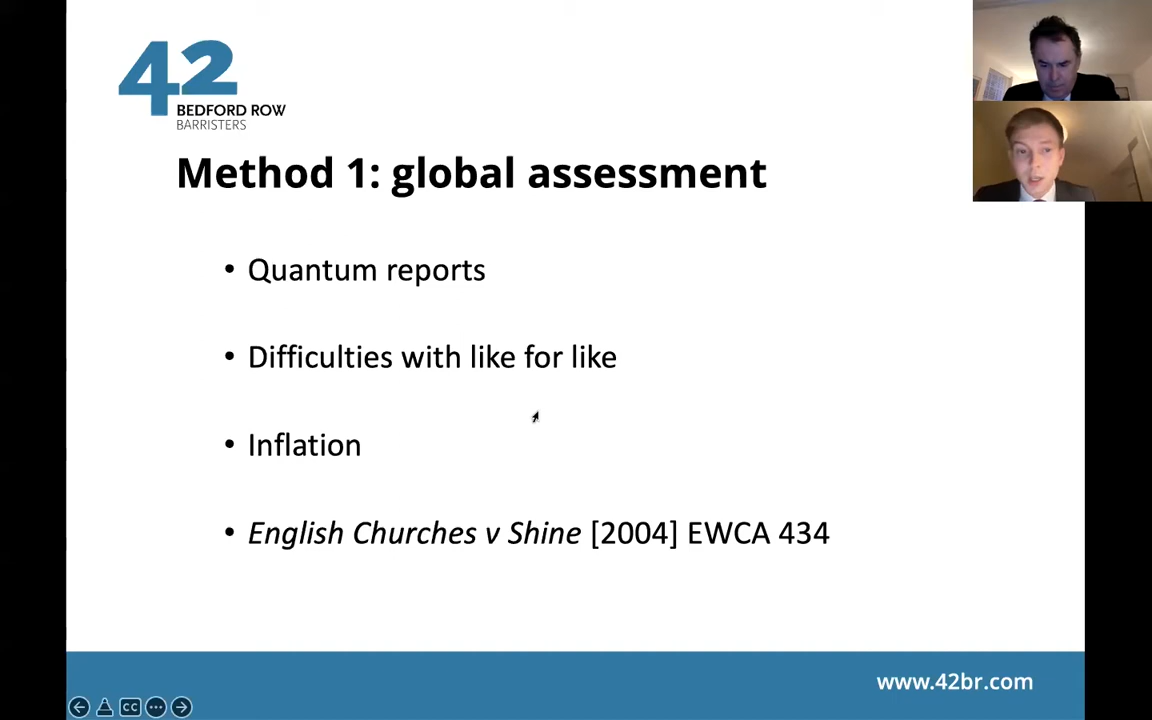 42
BEDFORD ROW
BARRISTERS
Method 1: global assessment
• Quantum reports
• Difficulties with like for like
• Inflation
• English Churches v Shine [2004] EWCA 434
www.42br.com
CC